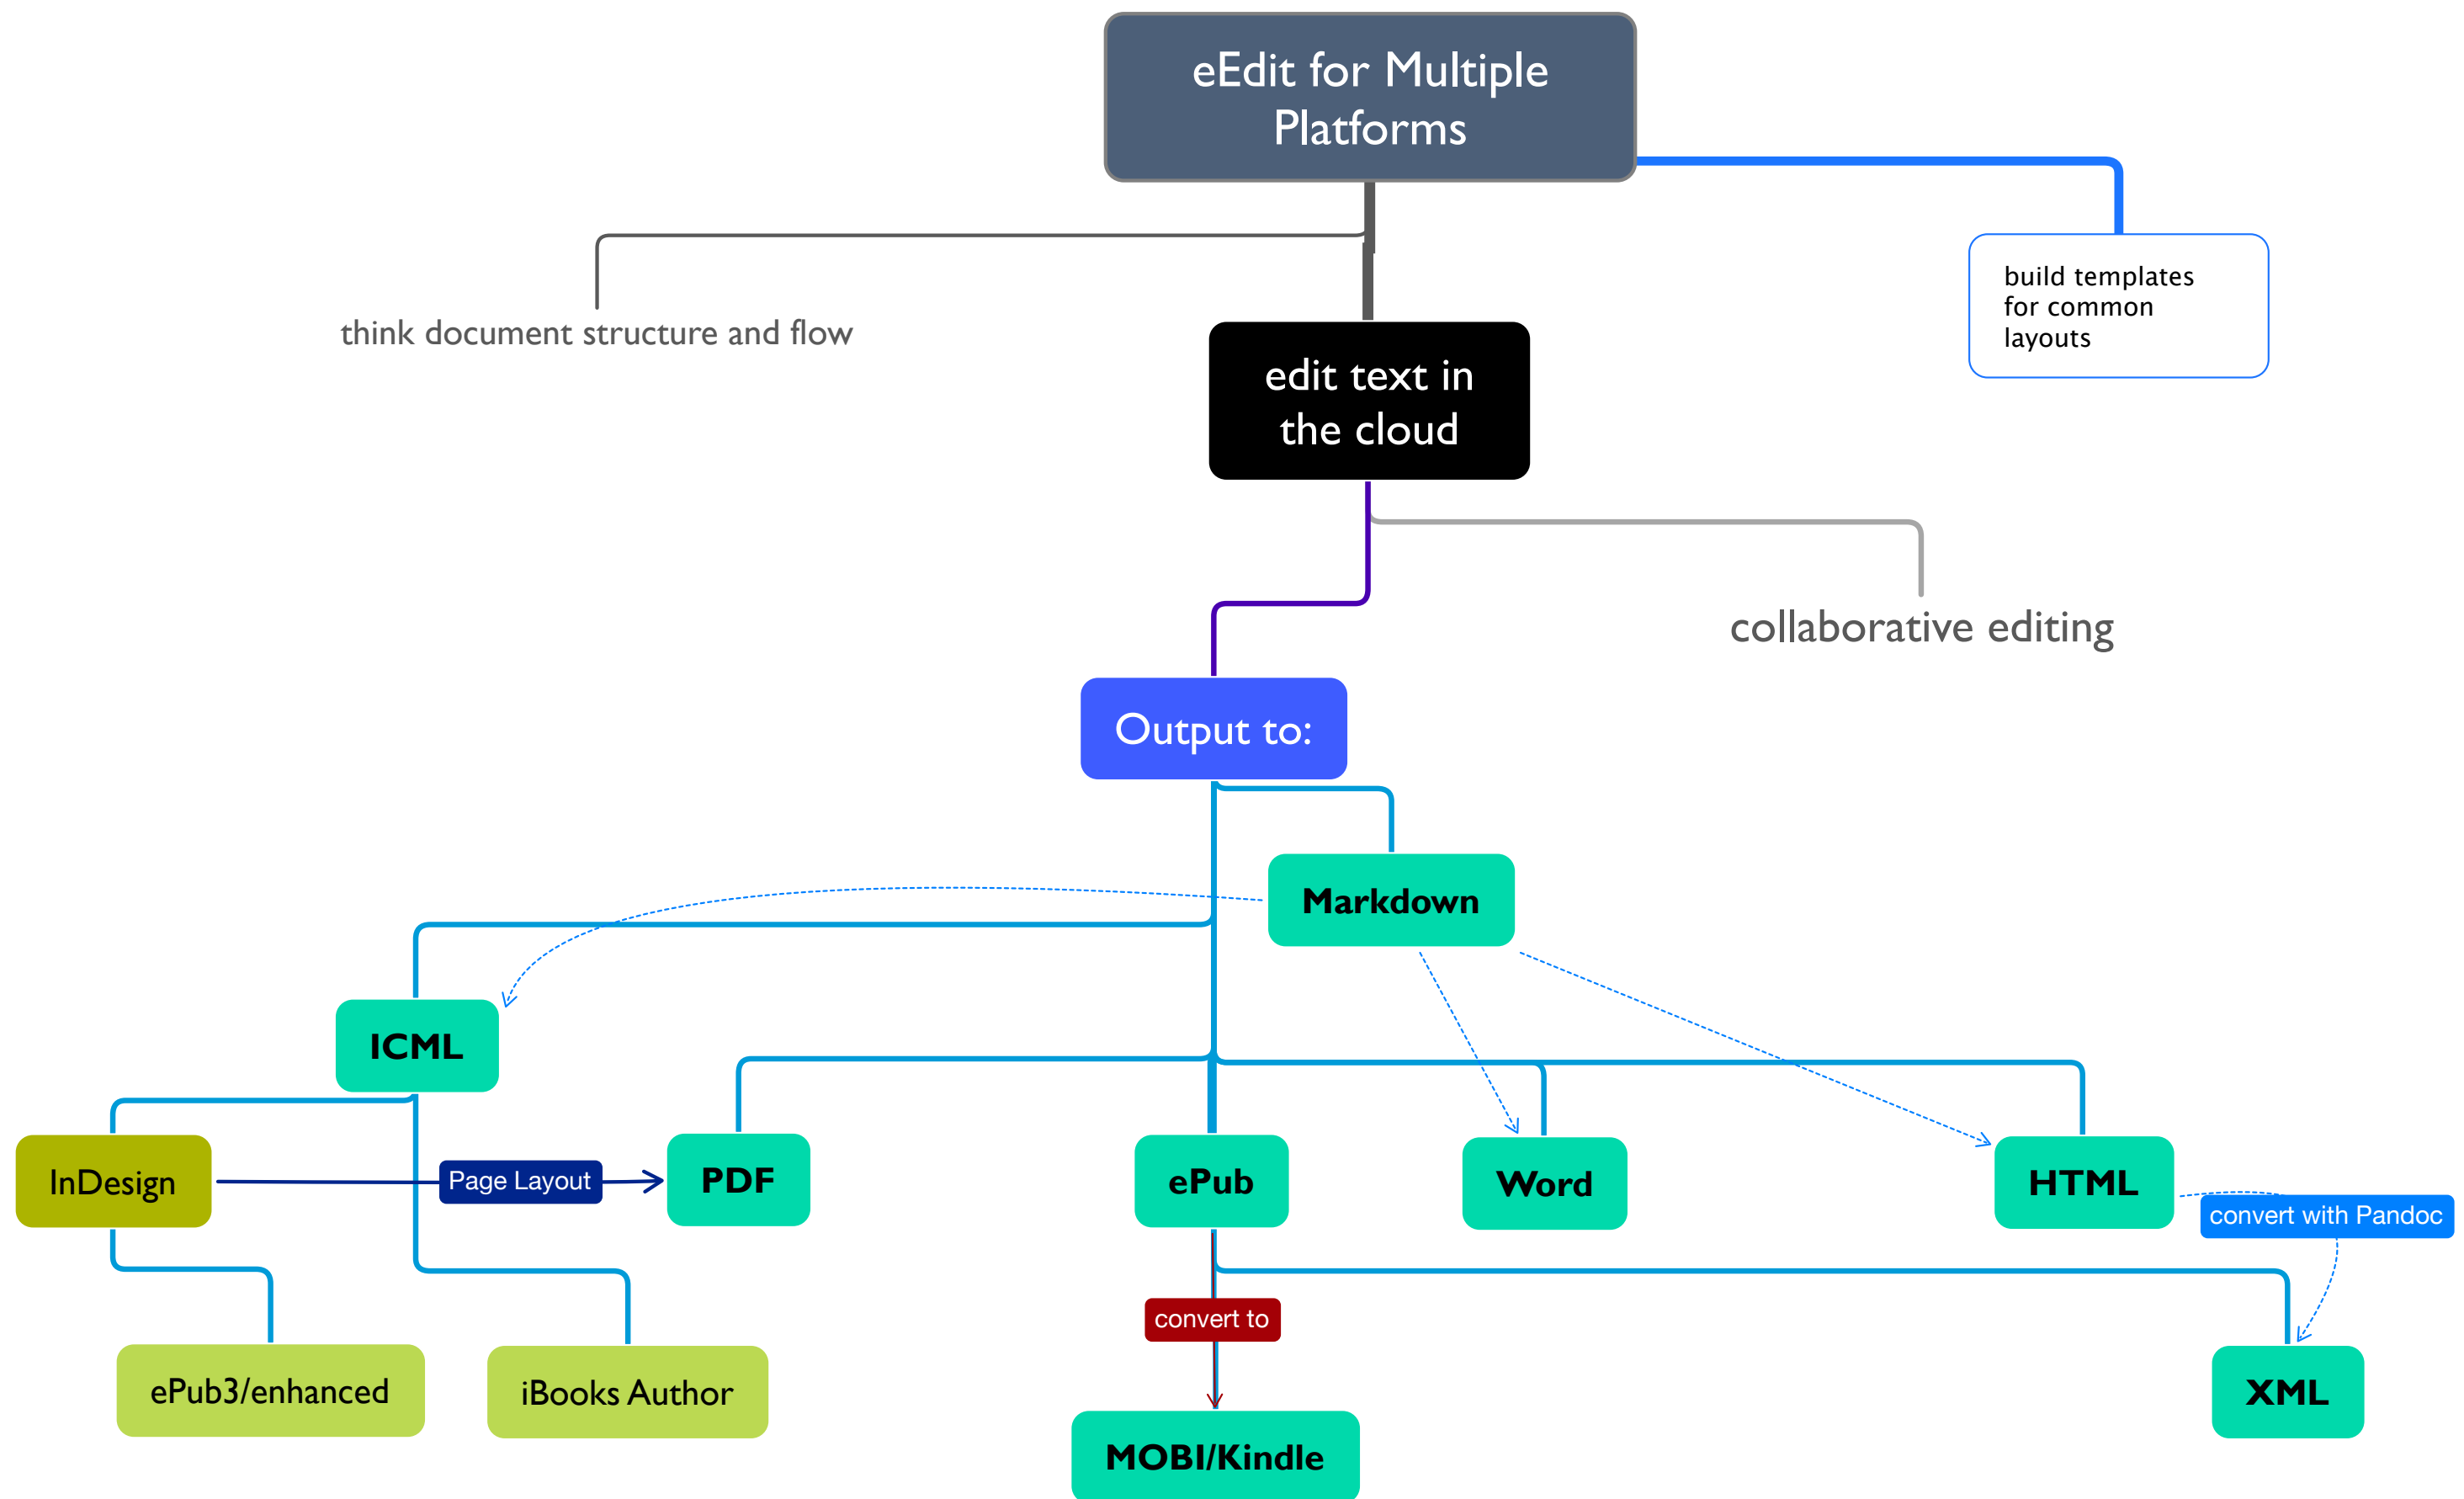 eEdit for Multiple
Platforms
think document structure and flow
build templates
for common
layouts
edit text in
the cloud
collaborative editing
Output to:
Markdown
ICML
InDesign
Page Layout
PDF
ePub
Word
HTML
convert with Pandoc
convert to
ePub3/enhanced
iBooks Author
XML
MOBI/Kindle